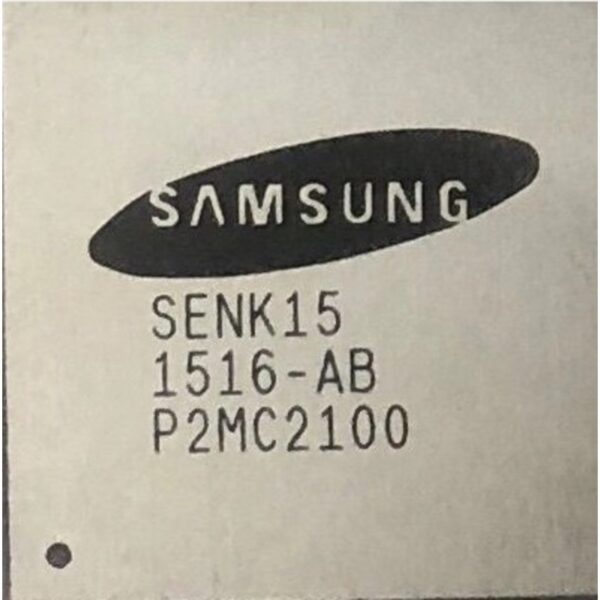 SAMSUNG
SENK15
1516-AB
P2MC2100